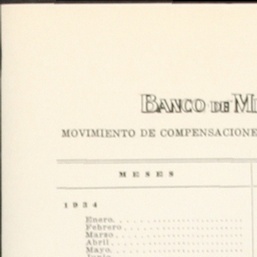 BANCO DE M
MOVIMIENTO DE COMPENSACIONE
MESES
1934
Enero
Febrero
Marzo
Abril
Mayo